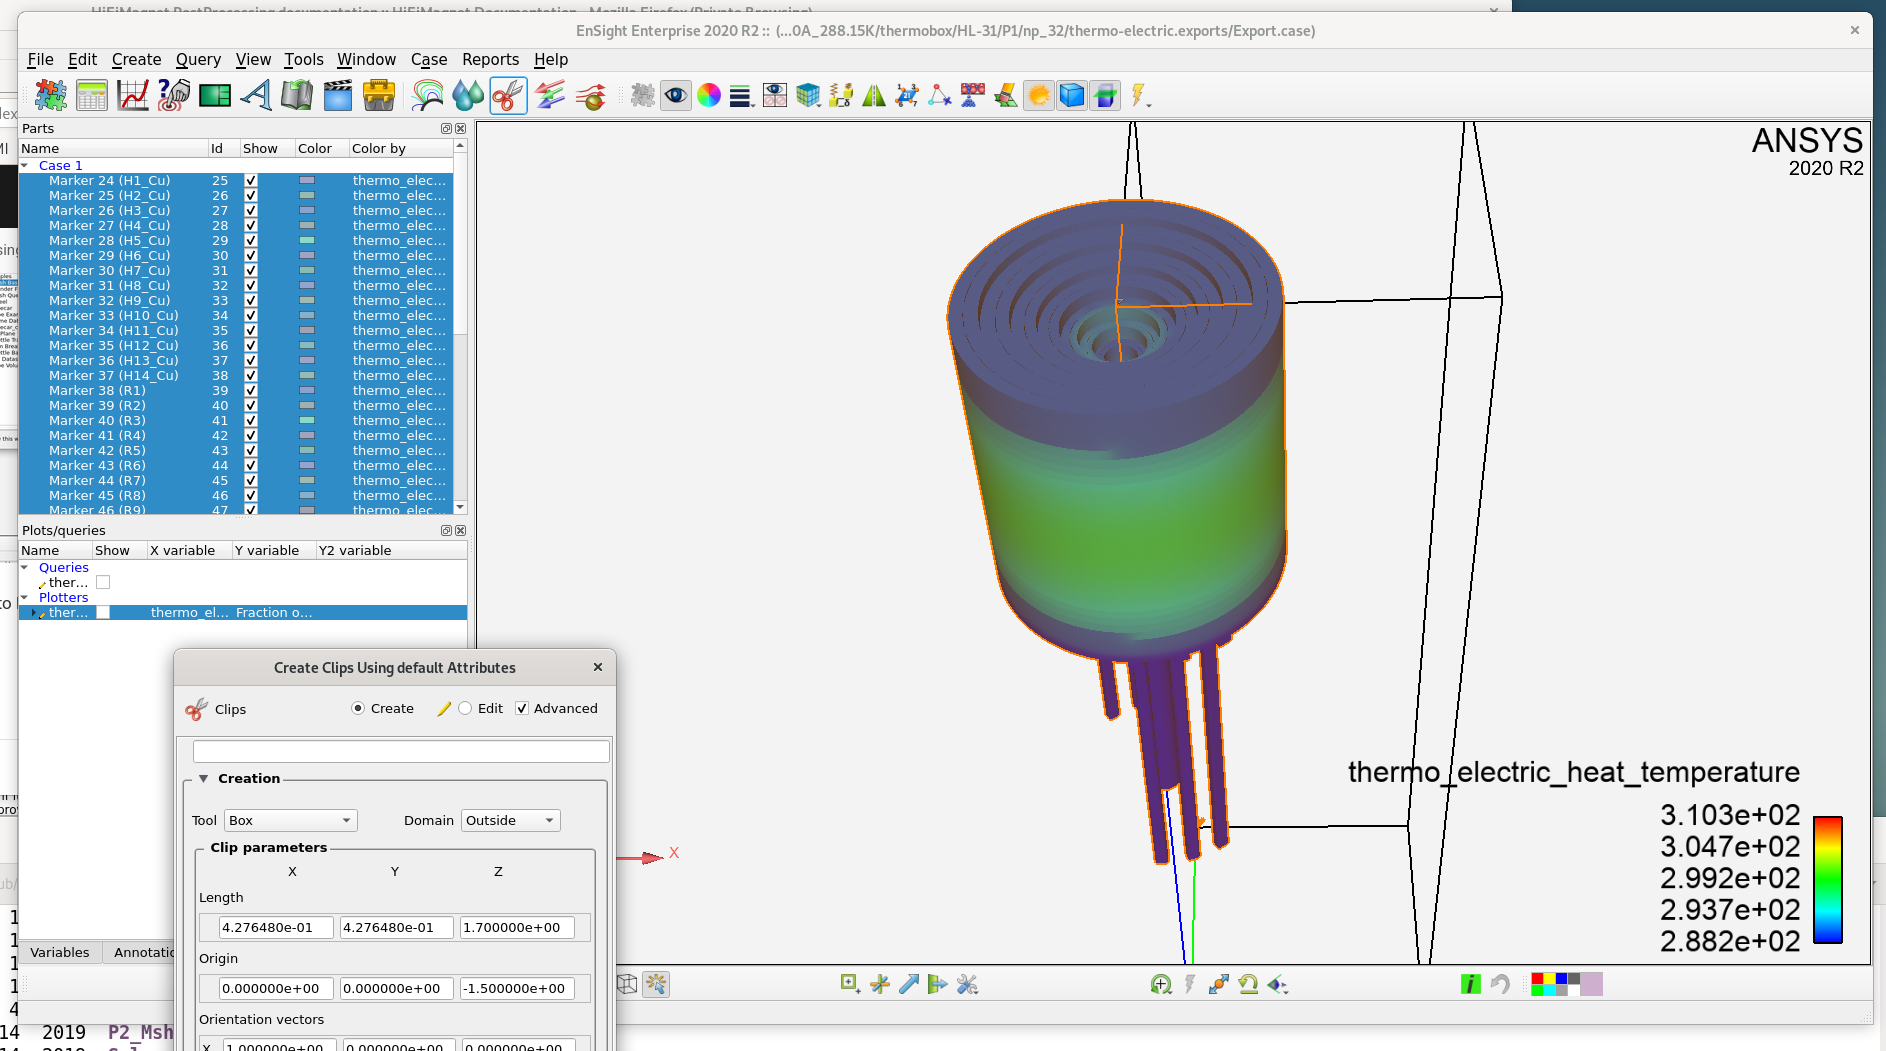 HiFiMagnet PostProcessing documentation :: HiFiMagnet Documentation - Mozilla Firefox (Private Browsing)
EnSight Enterprise 2020 R2 :: (...0A_288.15K/thermobox/HL-31/P1/np_32/thermo-electric.exports/Export.case)
File Edit Create Query View Tools Window Case Reports Help
Parts
Name Id Show Color Color by
Case 1
Marker 24 (H1_Cu) 25 thermo_elec...
Marker 25 (H2_Cu) 26 thermo_elec...
Marker 26 (H3_Cu) 27 thermo_elec...
Marker 27 (H4_Cu) 28 thermo_elec...
Marker 28 (H5_Cu) 29 thermo_elec...
Marker 29 (H6_Cu) 30 thermo_elec...
Marker 30 (H7_Cu) 31 thermo_elec...
Marker 31 (H8_Cu) 32 thermo_elec...
Marker 32 (H9_Cu) 33 thermo_elec...
Marker 33 (H10_Cu) 34 thermo_elec...
Marker 34 (H11_Cu) 35 thermo_elec...
Marker 35 (H12_Cu) 36 thermo_elec...
Marker 36 (H13_Cu) 37 thermo_elec...
Marker 37 (H14_Cu) 38 thermo_elec...
Marker 38 (R1) 39 thermo_elec...
Marker 39 (R2) 40 thermo_elec...
Marker 40 (R3) 41 thermo_elec...
Marker 41 (R4) 42 thermo_elec...
Marker 42 (R5) 43 thermo_elec...
Marker 43 (R6) 44 thermo_elec...
Marker 44 (R7) 45 thermo_elec...
Marker 45 (R8) 46 thermo_elec...
Marker 46 (R9) 47 thermo_elec...
Plots/queries
Name Show X variable Y variable Y2 variable
Queries
ther...
Plotters
ther... thermo_el... Fraction o...
Create Clips Using default Attributes
Clips Create Edit Advanced
Creation
Tool Box Domain Outside
Clip parameters
X Y Z
Length
4.276480e-01 4.276480e-01 1.700000e+00
Origin
0.000000e+00 0.000000e+00 -1.500000e+00
Orientation vectors
X 1.000000e+00 0.000000e+00 0.000000e+00
Variables Annotatio
ANSYS
2020 R2
X
thermo_electric_heat_temperature
3.103e+02
3.047e+02
2.992e+02
2.937e+02
2.882e+02
14 2019 P2_Msh